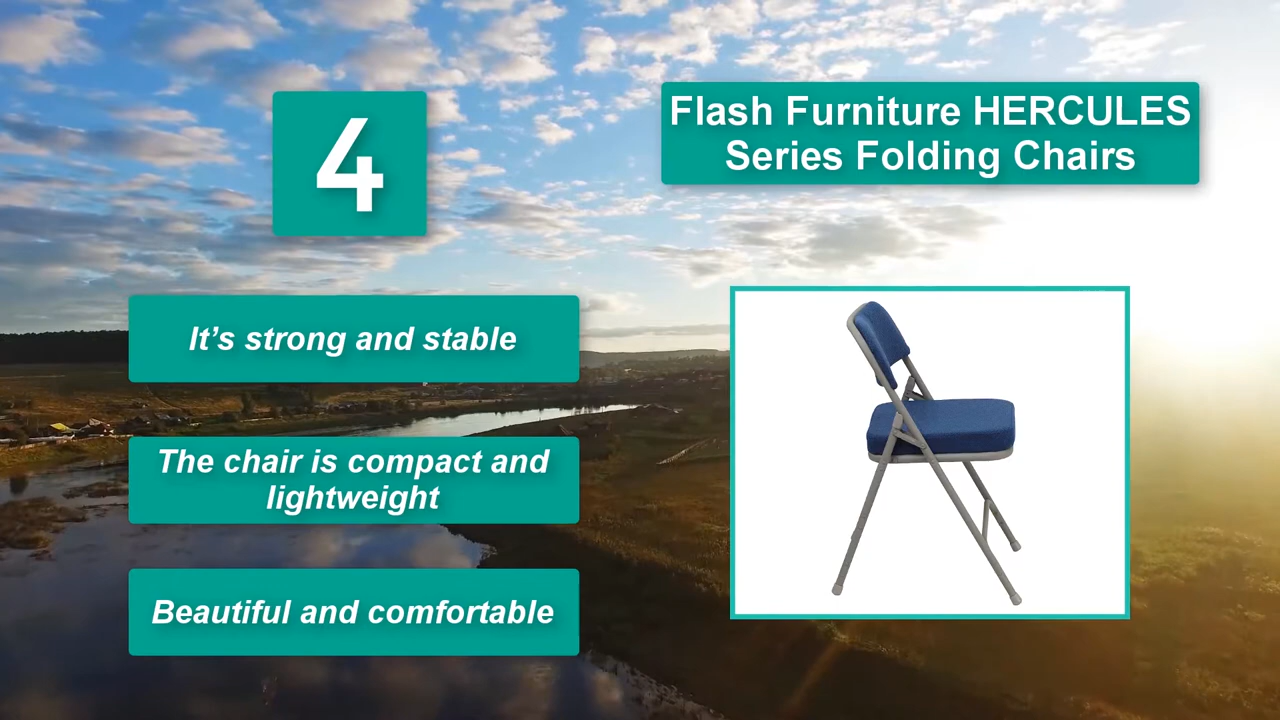 4
Flash Furniture HERCULES
Series Folding Chairs
It’s strong and stable
The chair is compact and
lightweight
Beautiful and comfortable